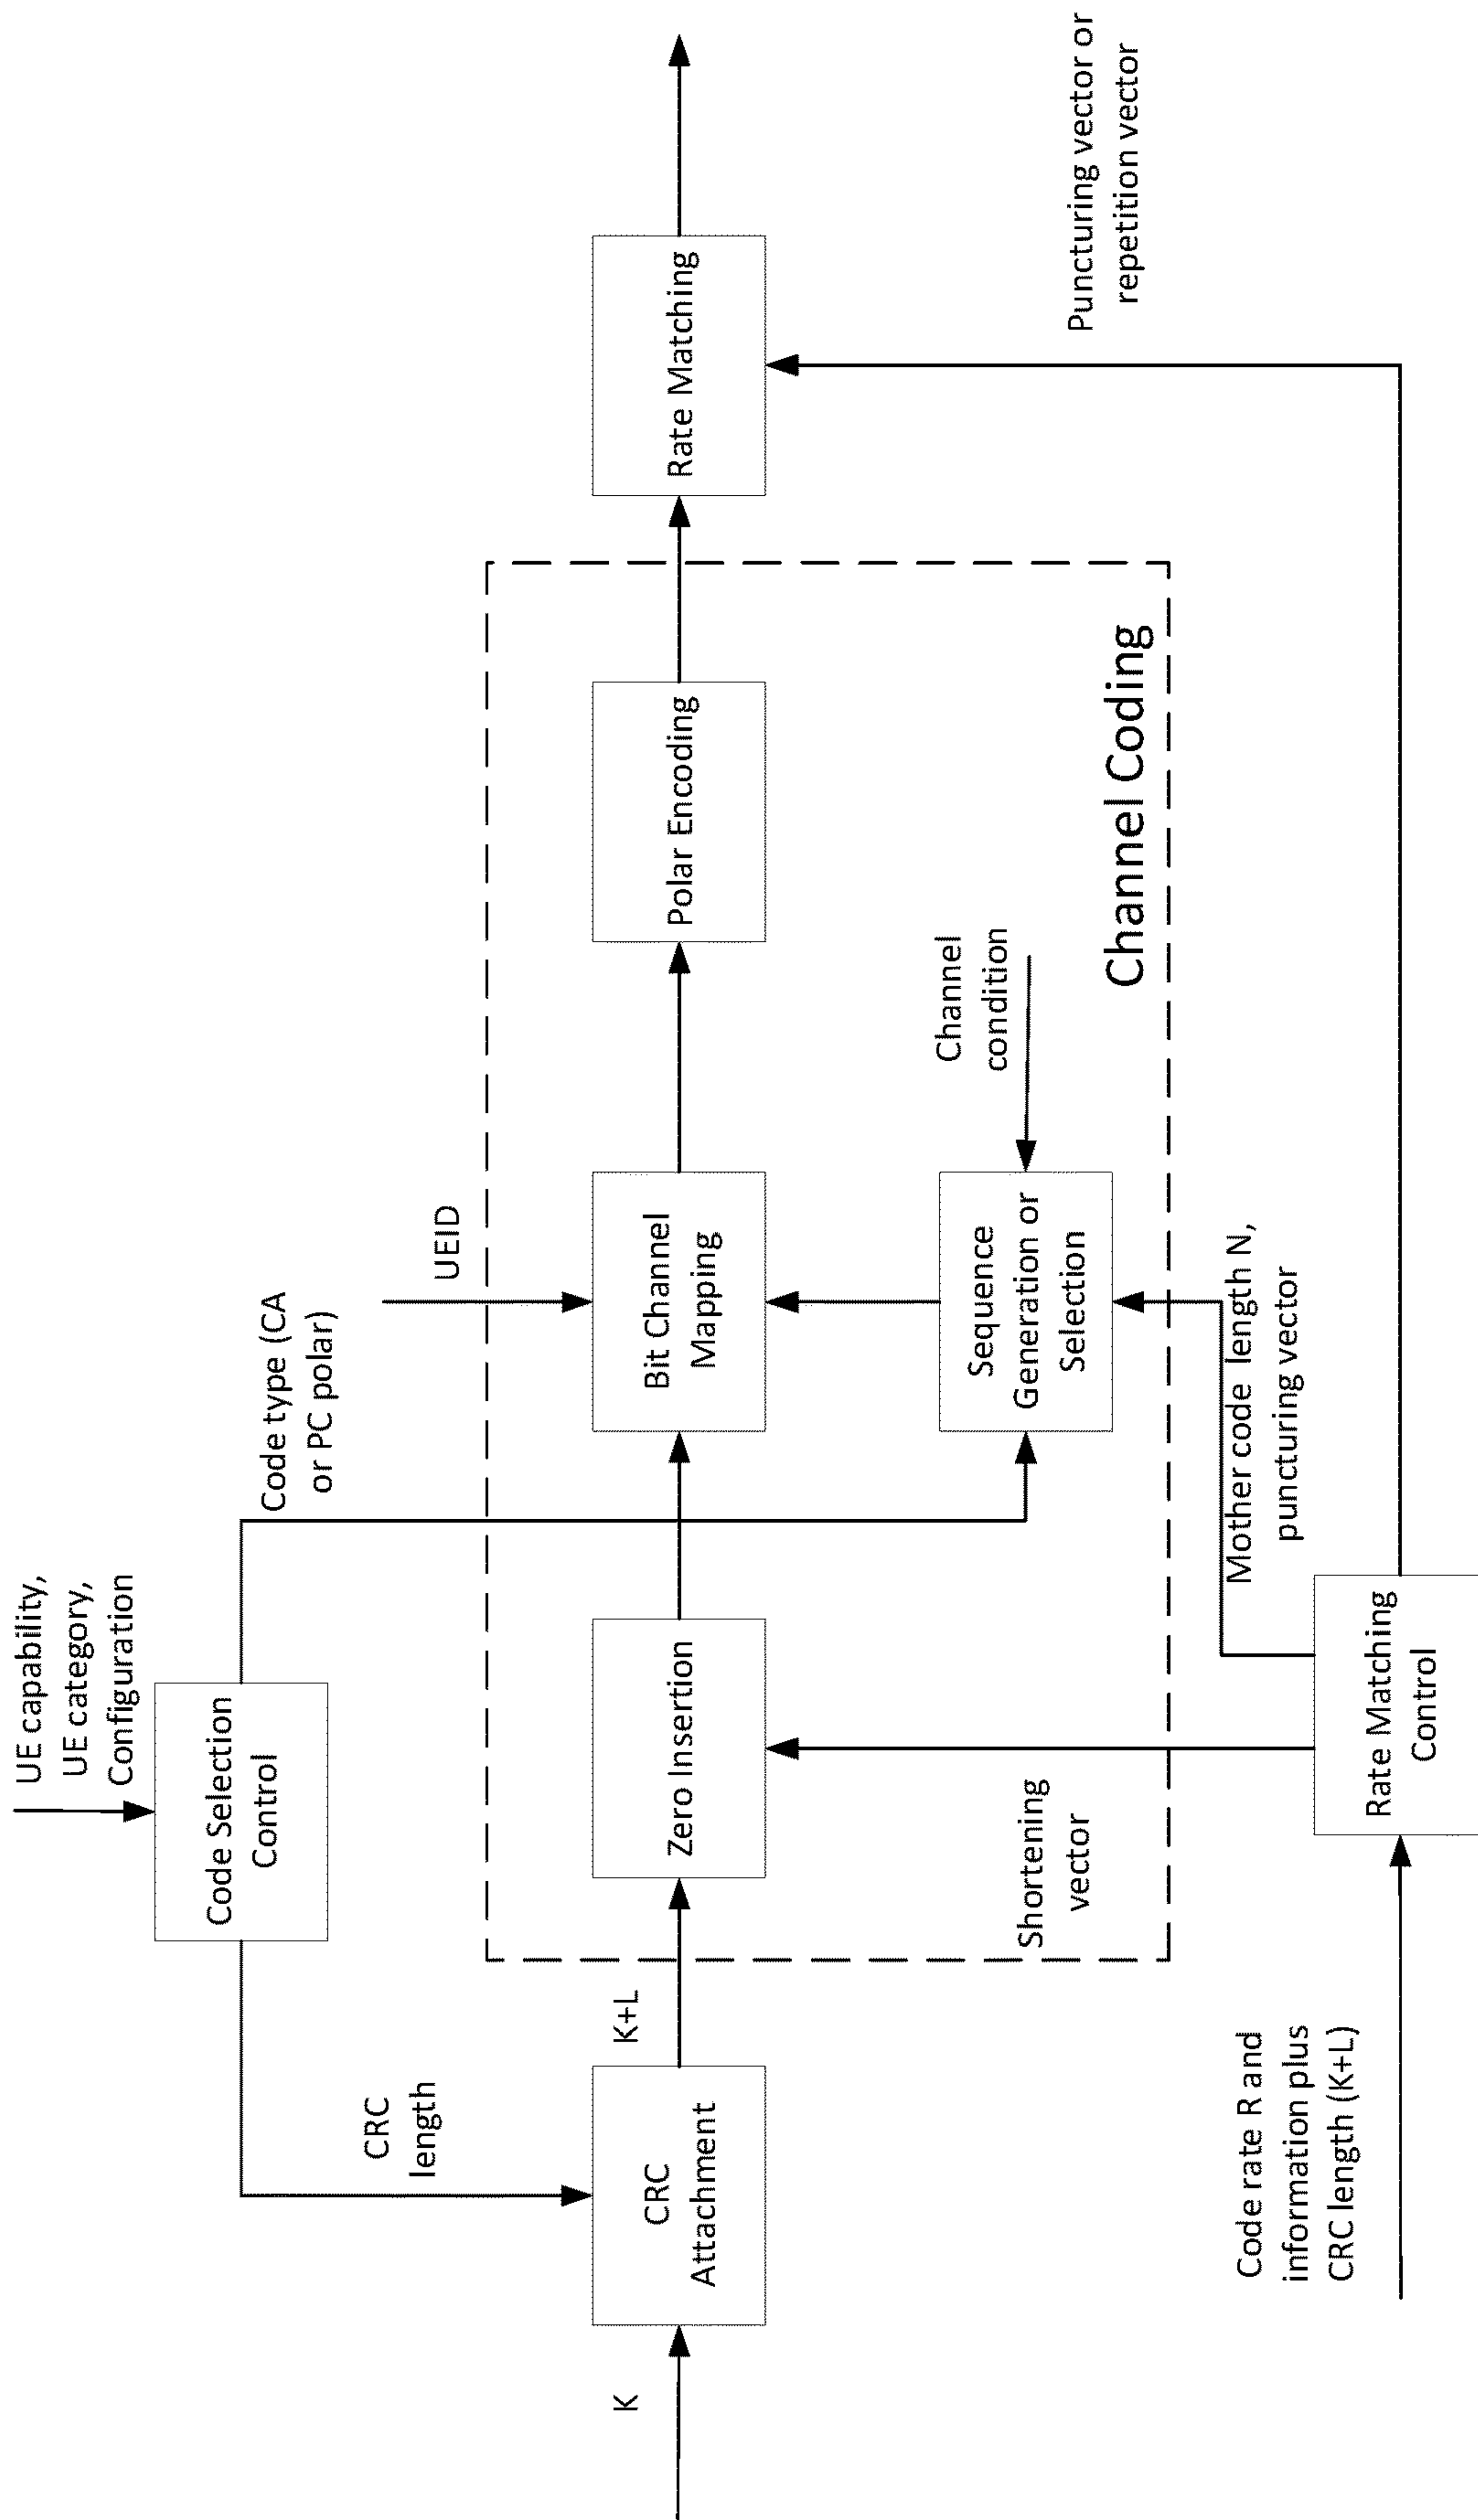 UE capability,
UE category,
Configuration
Code Selection
Control
Code type (CA
or PC polar)
CRC
length
UEID
K
CRC
Attachment
K+L
Zero Insertion
Bit Channel
Mapping
Polar Encoding
Rate Matching
Channel
condition
Sequence
Generation or
Selection
Shortening
vector
Channel Coding
Puncturing vector or
repetition vector
Mother code length N,
puncturing vector
Code rate R and
information plus
CRC length (K+L)
Rate Matching
Control